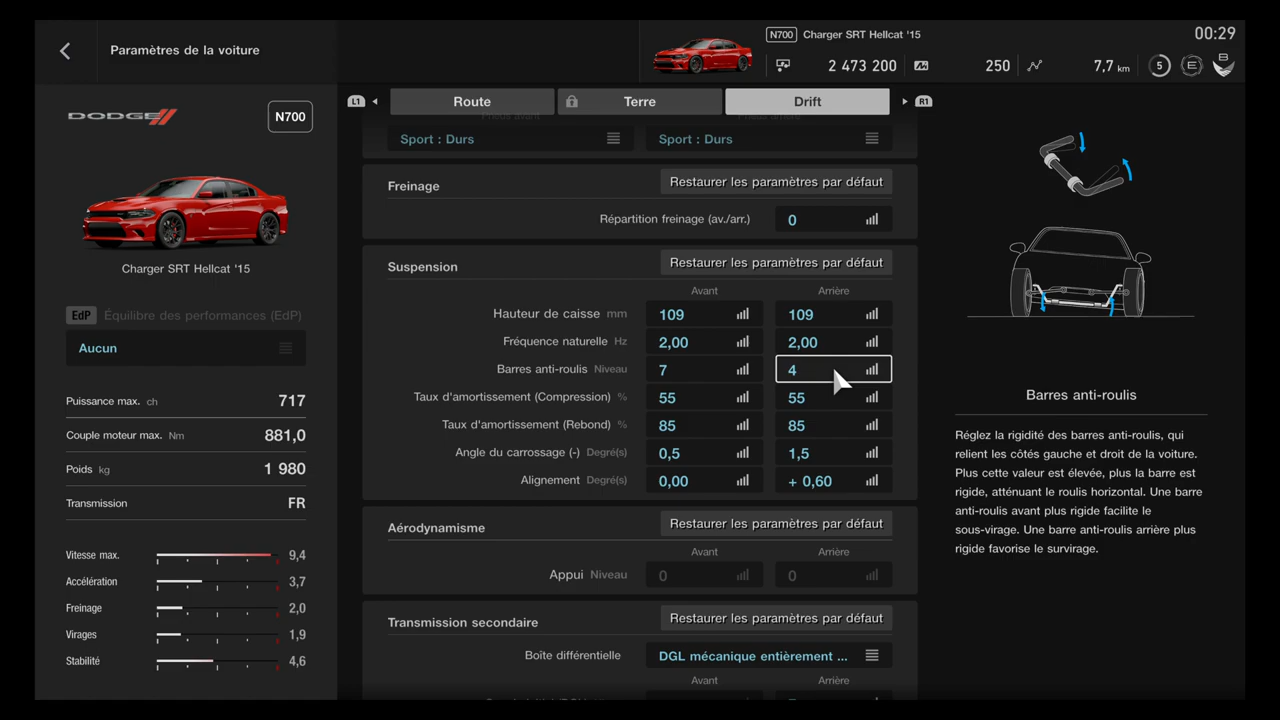 Paramètres de la voiture
N700 Charger SRT Hellcat '15
00:29
2 473 200
250
7,7 km
5
E
B
L1
Route
Terre
Drift
R1
DODGE
N700
Charger SRT Hellcat '15
EdP Équilibre des performances (EdP)
Aucun
Puissance max. ch 717
Couple moteur max. Nm 881,0
Poids kg 1 980
Transmission FR
Vitesse max. 9,4
Accélération 3,7
Freinage 2,0
Virages 1,9
Stabilité 4,6
Pneus avant Pneus arrière
Sport : Durs Sport : Durs
Freinage Restaurer les paramètres par défaut
Répartition freinage (av./arr.) 0
Suspension Restaurer les paramètres par défaut
Avant Arrière
Hauteur de caisse mm 109 109
Fréquence naturelle Hz 2,00 2,00
Barres anti-roulis Niveau 7 4
Taux d'amortissement (Compression) % 55 55
Taux d'amortissement (Rebond) % 85 85
Angle du carrossage (-) Degré(s) 0,5 1,5
Alignement Degré(s) 0,00 + 0,60
Aérodynamisme Restaurer les paramètres par défaut
Avant Arrière
Appui Niveau 0 0
Transmission secondaire Restaurer les paramètres par défaut
Boîte différentielle DGL mécanique entièrement ...
Avant Arrière
Barres anti-roulis
Réglez la rigidité des barres anti-roulis, qui
relient les côtés gauche et droit de la voiture.
Plus cette valeur est élevée, plus la barre est
rigide, atténuant le roulis horizontal. Une barre
anti-roulis avant plus rigide facilite le
sous-virage. Une barre anti-roulis arrière plus
rigide favorise le survirage.